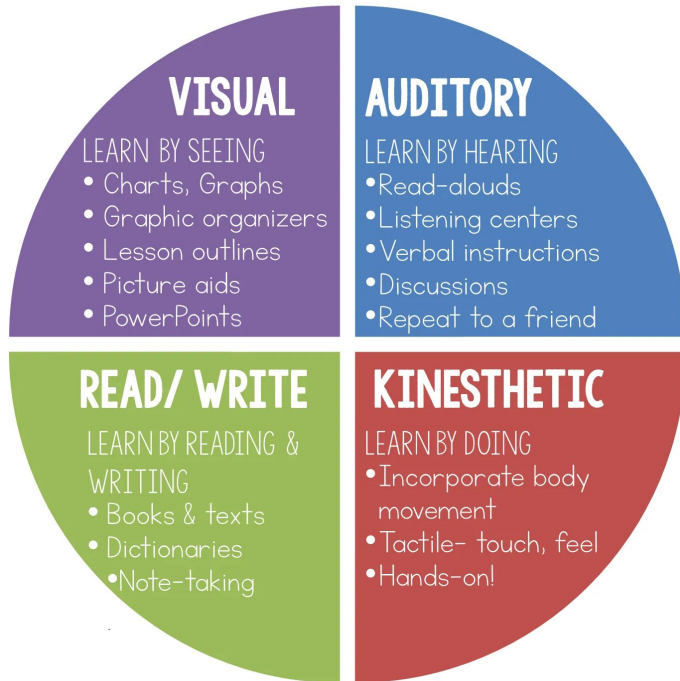 VISUAL
LEARN BY SEEING
• Charts, Graphs
• Graphic organizers
• Lesson outlines
• Picture aids
• PowerPoints
AUDITORY
LEARN BY HEARING
• Read-alouds
• Listening centers
• Verbal instructions
• Discussions
• Repeat to a friend
READ/ WRITE
LEARN BY READING &
WRITING
• Books & texts
• Dictionaries
• Note-taking
KINESTHETIC
LEARN BY DOING
• Incorporate body
movement
• Tactile- touch, feel
• Hands-on!